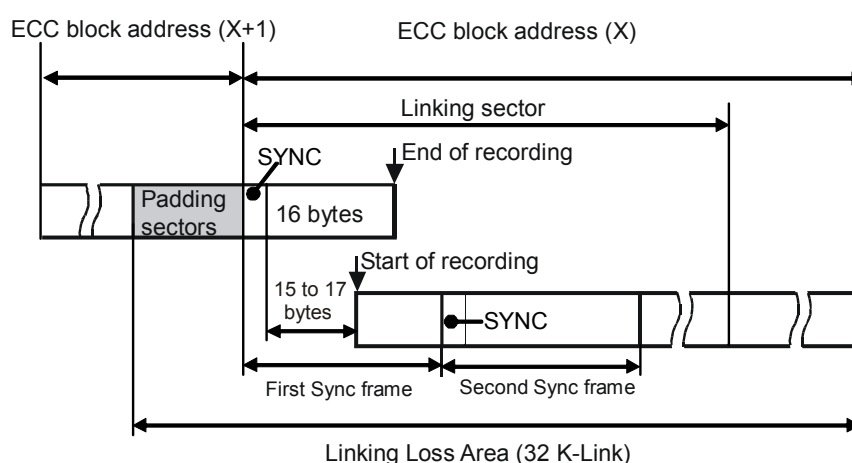 ECC block address (X+1)
ECC block address (X)
Linking sector
SYNC
End of recording
Padding
sectors
16 bytes
Start of recording
15 to 17
bytes
SYNC
First Sync frame
Second Sync frame
Linking Loss Area (32 K-Link)